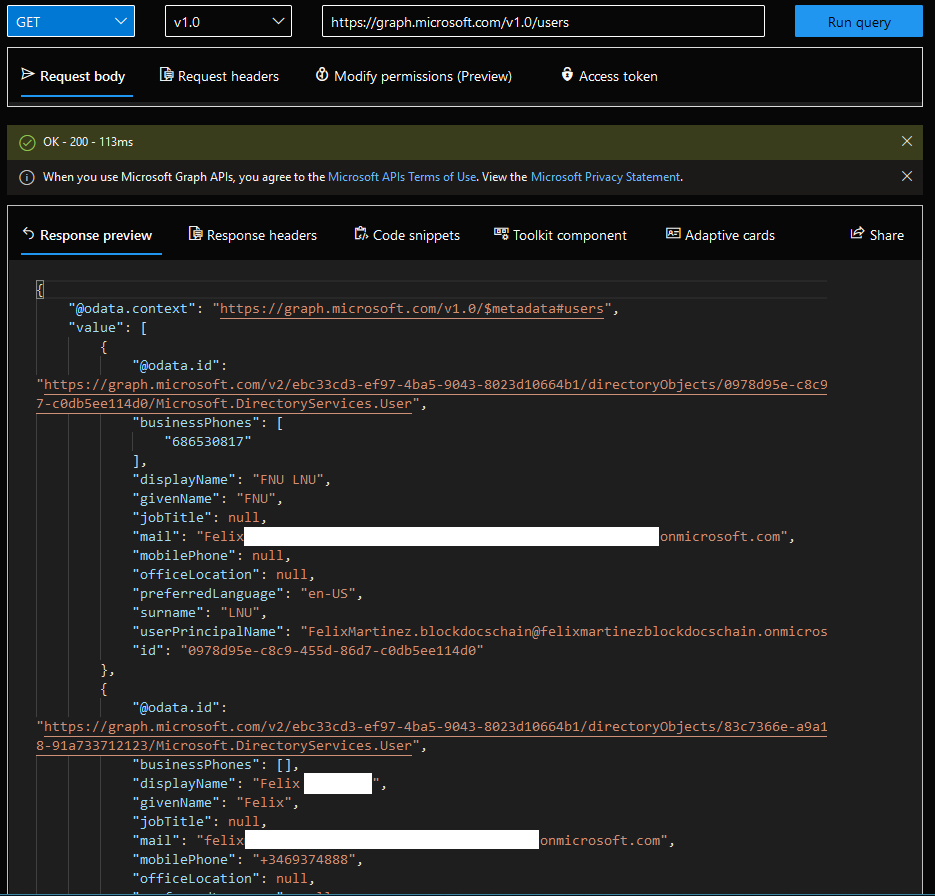 GET v1.0 https://graph.microsoft.com/v1.0/users Run query
Request body Request headers Modify permissions (Preview) Access token
OK - 200 - 113ms
When you use Microsoft Graph APIs, you agree to the Microsoft APIs Terms of Use. View the Microsoft Privacy Statement.
Response preview Response headers Code snippets Toolkit component Adaptive cards Share
{
"@odata.context": "https://graph.microsoft.com/v1.0/$metadata#users",
"value": [
{
"@odata.id":
"https://graph.microsoft.com/v2/ebc33cd3-ef97-4ba5-9043-8023d10664b1/directoryObjects/0978d95e-c8c9
7-c0db5ee114d0/Microsoft.DirectoryServices.User",
"businessPhones": [
"686530817"
],
"displayName": "FNU LNU",
"givenName": "FNU",
"jobTitle": null,
"mail": "Felix onmicrosoft.com",
"mobilePhone": null,
"officeLocation": null,
"preferredLanguage": "en-US",
"surname": "LNU",
"userPrincipalName": "FelixMartinez.blockdocschain@felixmartinezblockdocschain.onmicros
"id": "0978d95e-c8c9-455d-86d7-c0db5ee114d0"
},
{
"@odata.id":
"https://graph.microsoft.com/v2/ebc33cd3-ef97-4ba5-9043-8023d10664b1/directoryObjects/83c7366e-a9a1
8-91a733712123/Microsoft.DirectoryServices.User",
"businessPhones": [],
"displayName": "Felix ",
"givenName": "Felix",
"jobTitle": null,
"mail": "felix onmicrosoft.com",
"mobilePhone": "+3469374888",
"officeLocation": null,